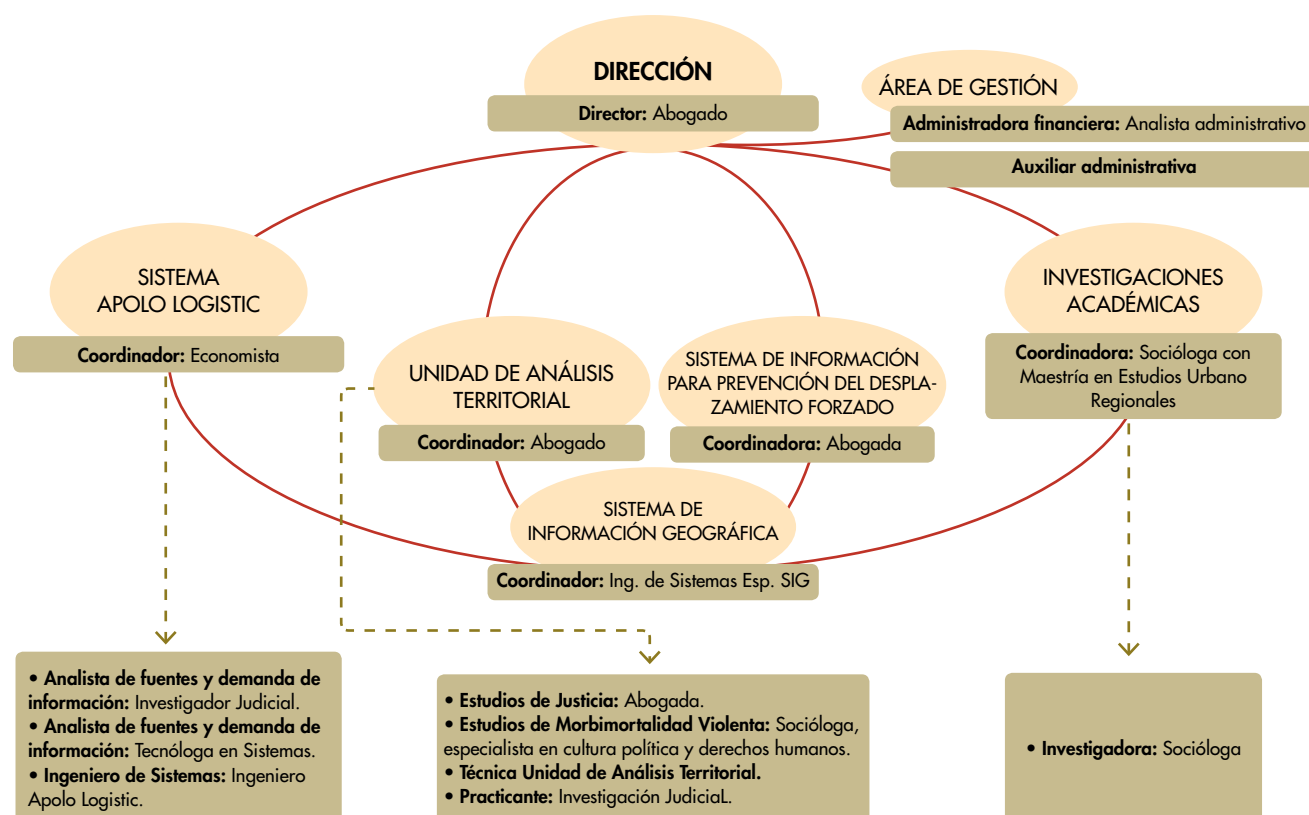 DIRECCIÓN
Director: Abogado
ÁREA DE GESTIÓN
Administradora financiera: Analista administrativo
Auxiliar administrativa
SISTEMA
APOLO LOGISTIC
Coordinador: Economista
UNIDAD DE ANÁLISIS
TERRITORIAL
Coordinador: Abogado
SISTEMA DE INFORMACIÓN
PARA PREVENCIÓN DEL DESPLA-
ZAMIENTO FORZADO
Coordinadora: Abogada
INVESTIGACIONES
ACADÉMICAS
Coordinadora: Socióloga con
Maestría en Estudios Urbano
Regionales
SISTEMA DE
INFORMACIÓN GEOGRÁFICA
Coordinador: Ing. de Sistemas Esp. SIG
• Analista de fuentes y demanda de
información: Investigador Judicial.
• Analista de fuentes y demanda de
información: Tecnóloga en Sistemas.
• Ingeniero de Sistemas: Ingeniero
Apolo Logistic.
• Estudios de Justicia: Abogada.
• Estudios de Morbimortalidad Violenta: Socióloga,
especialista en cultura política y derechos humanos.
• Técnica Unidad de Análisis Territorial.
• Practicante: Investigación JudiciaL.
• Investigadora: Socióloga